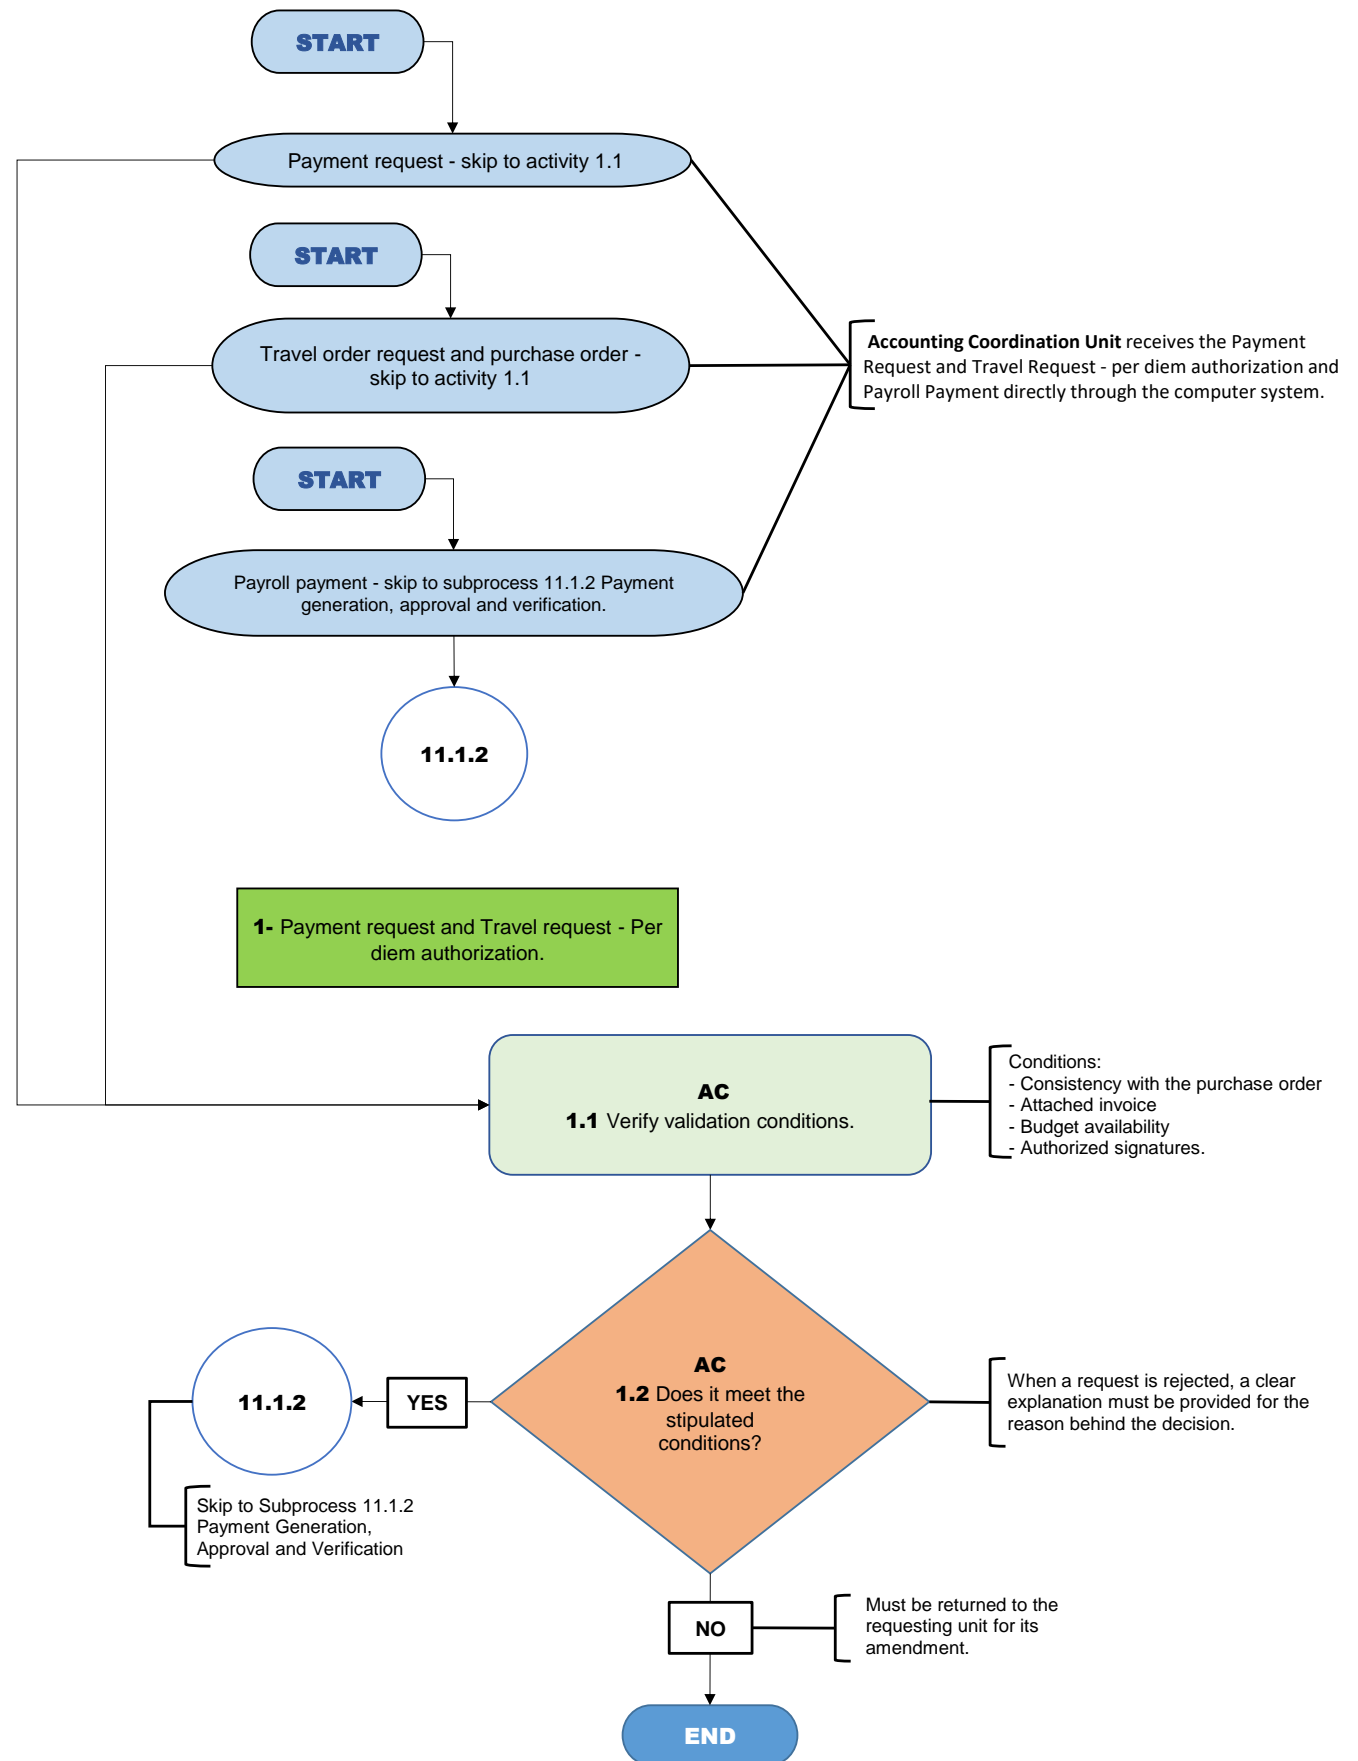 START
Payment request - skip to activity 1.1
START
Travel order request and purchase order -
skip to activity 1.1
Accounting Coordination Unit receives the Payment
Request and Travel Request - per diem authorization and
Payroll Payment directly through the computer system.
START
Payroll payment - skip to subprocess 11.1.2 Payment
generation, approval and verification.
11.1.2
1- Payment request and Travel request - Per
diem authorization.
AC
1.1 Verify validation conditions.
Conditions:
- Consistency with the purchase order
- Attached invoice
- Budget availability
- Authorized signatures.
AC
1.2 Does it meet the
stipulated
conditions?
When a request is rejected, a clear
explanation must be provided for the
reason behind the decision.
YES
11.1.2
Skip to Subprocess 11.1.2
Payment Generation,
Approval and Verification
NO
Must be returned to the
requesting unit for its
amendment.
END